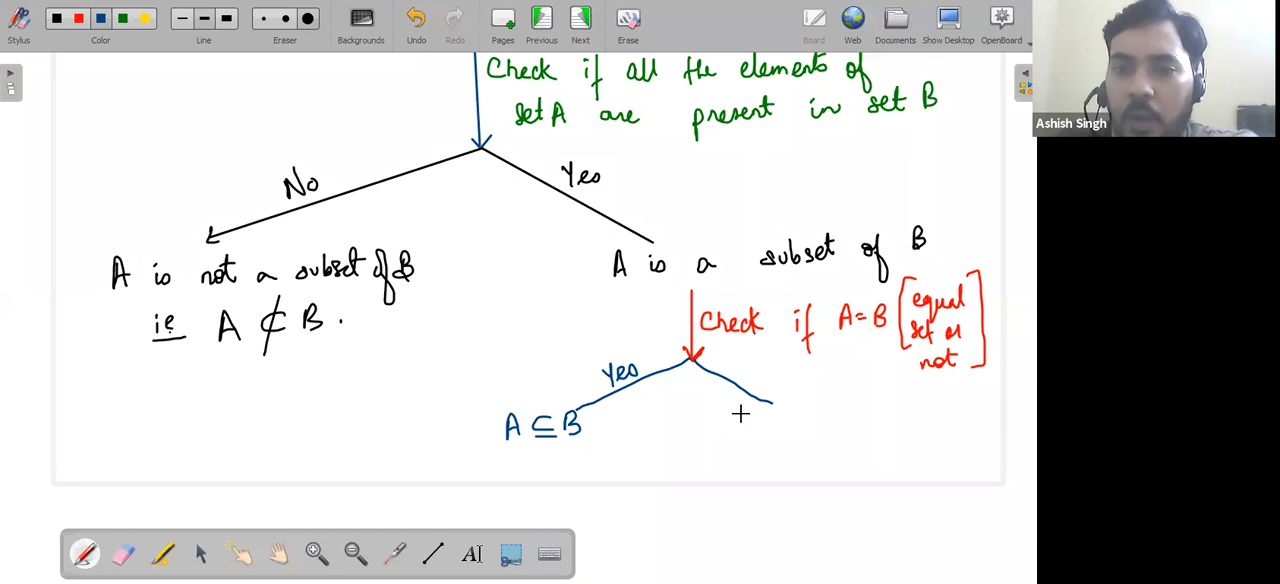 Stylus
Color
Line
Eraser
Backgrounds
Undo
Redo
Pages
Previous
Next
Erase
Board
Web
Documents
Show Desktop
OpenBoard
Ashish Singh
Check if all the elements of
set A are present in set B
No
Yes
A is not a subset of B
ie A ⊄ B .
A is a subset of B
Check if A=B [equal
set or
not]
Yes
A ⊆ B
AI